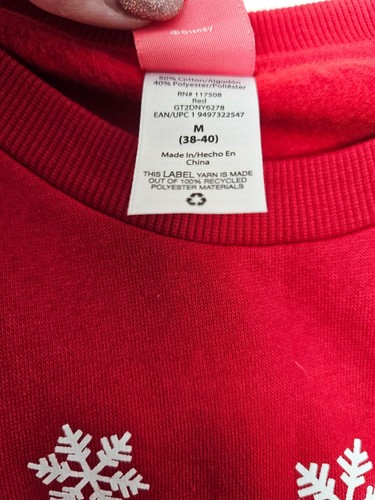 ©Disney
60% Cotton/Algodón
40% Polyester/Poliéster
RN# 117508
Red
GT2DNY6278
EAN/UPC 1 9497322547
M
(38-40)
Made In/Hecho En
China
THIS LABEL YARN IS MADE
OUT OF 100% RECYCLED
POLYESTER MATERIALS